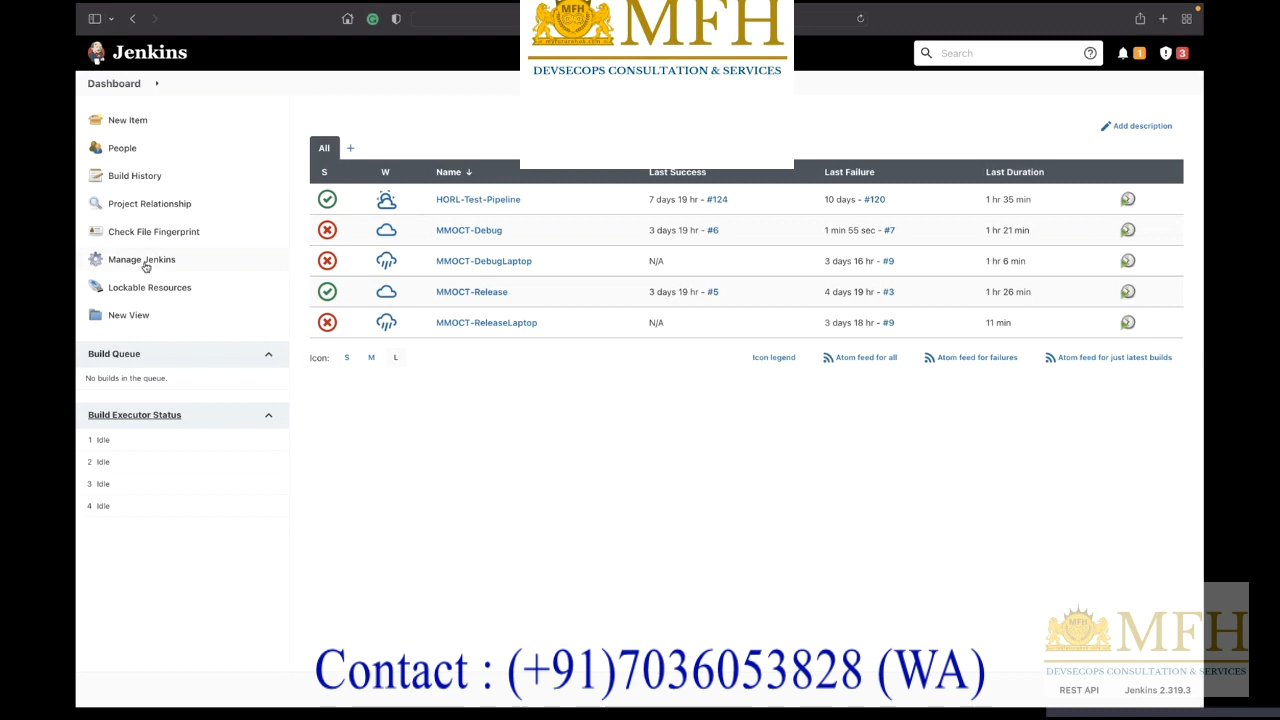 MFH
DEVSECOPS CONSULTATION & SERVICES
Jenkins
Search
1
3
Dashboard
New Item
People
Build History
Project Relationship
Check File Fingerprint
Manage Jenkins
Lockable Resources
New View
Build Queue
No builds in the queue.
Build Executor Status
1 Idle
2 Idle
3 Idle
4 Idle
Add description
All +
S W Name ↓ Last Success Last Failure Last Duration
HORL-Test-Pipeline 7 days 19 hr - #124 10 days - #120 1 hr 35 min
MMOCT-Debug 3 days 19 hr - #6 1 min 55 sec - #7 1 hr 21 min
MMOCT-DebugLaptop N/A 3 days 16 hr - #9 1 hr 6 min
MMOCT-Release 3 days 19 hr - #5 4 days 19 hr - #3 1 hr 26 min
MMOCT-ReleaseLaptop N/A 3 days 18 hr - #9 11 min
Icon: S M L Icon legend Atom feed for all Atom feed for failures Atom feed for just latest builds
MFH
MFH
DEVSECOPS CONSULTATION & SERVICES
Contact : (+91)7036053828 (WA)
REST API Jenkins 2.319.3